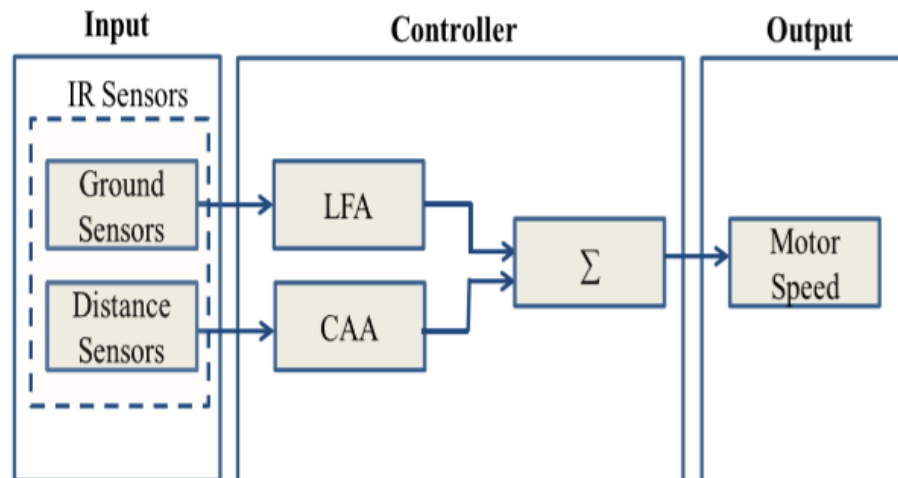 Input
Controller
Output
IR Sensors
Ground
Sensors
LFA
Distance
Sensors
CAA
∑
Motor
Speed